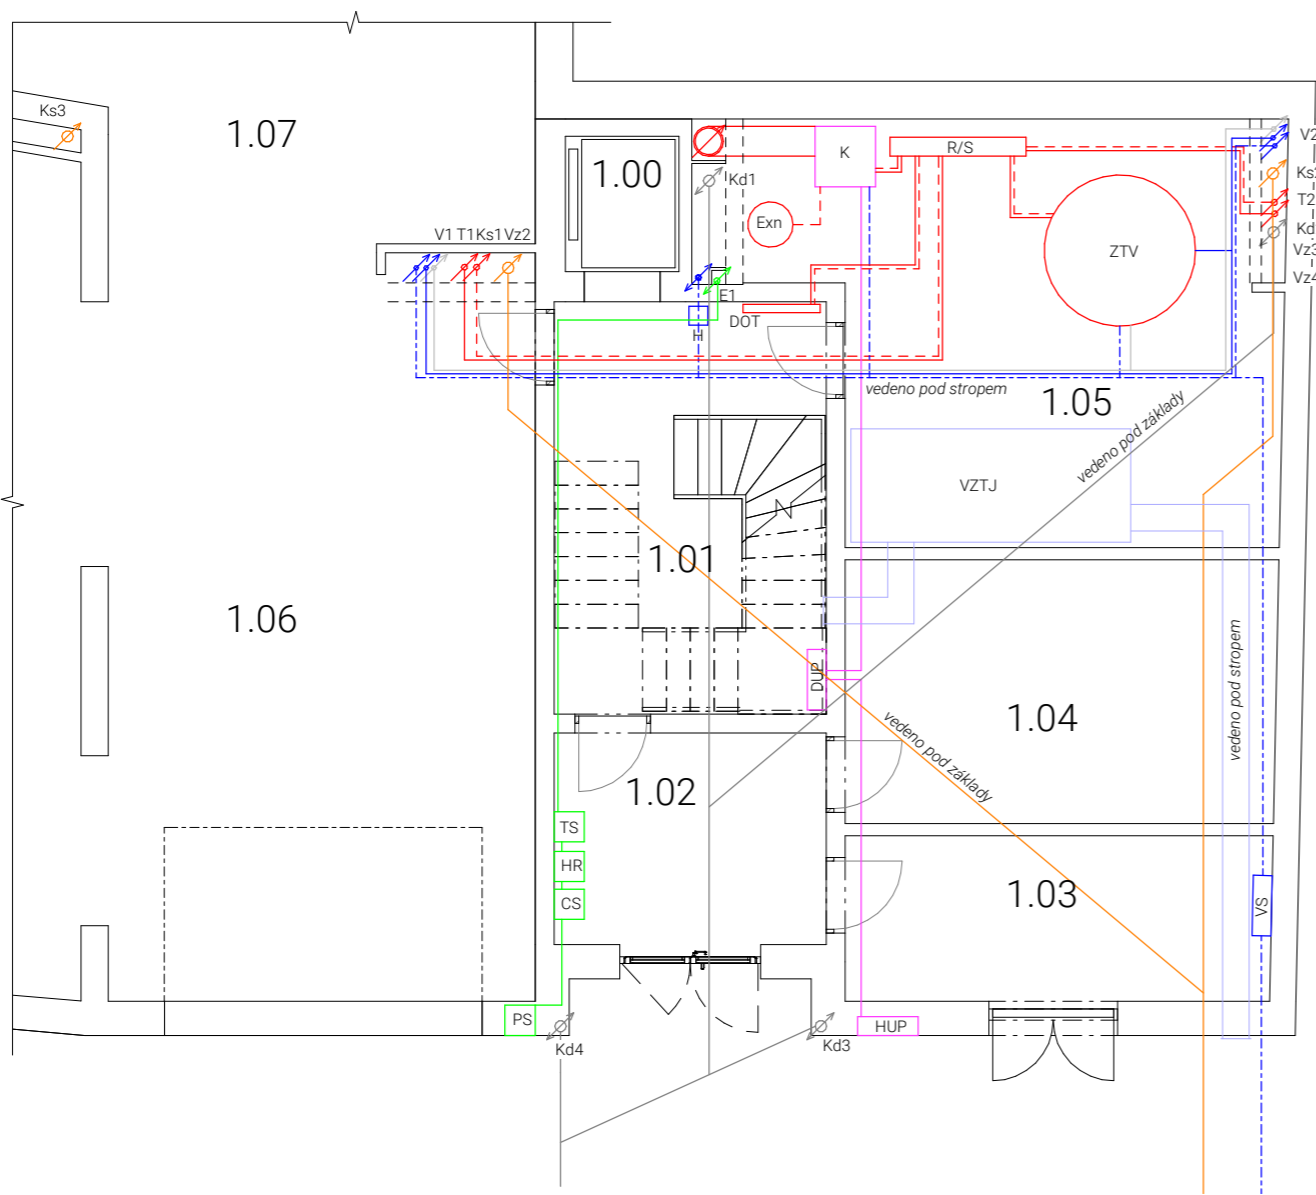 Ks3
1.07
1.00
Kd1
K
R/S
V2
Ks2
T2
Kd
Vz3
Vz4
Exn
ZTV
V1 T1 Ks1 Vz2
E1
H
DOT
vedeno pod stropem
1.05
vedeno pod základy
VZTJ
1.01
1.06
DUP
vedeno pod stropem
1.04
vedeno pod základy
1.02
TS
HR
CS
1.03
VS
PS
HUP
Kd4
Kd3